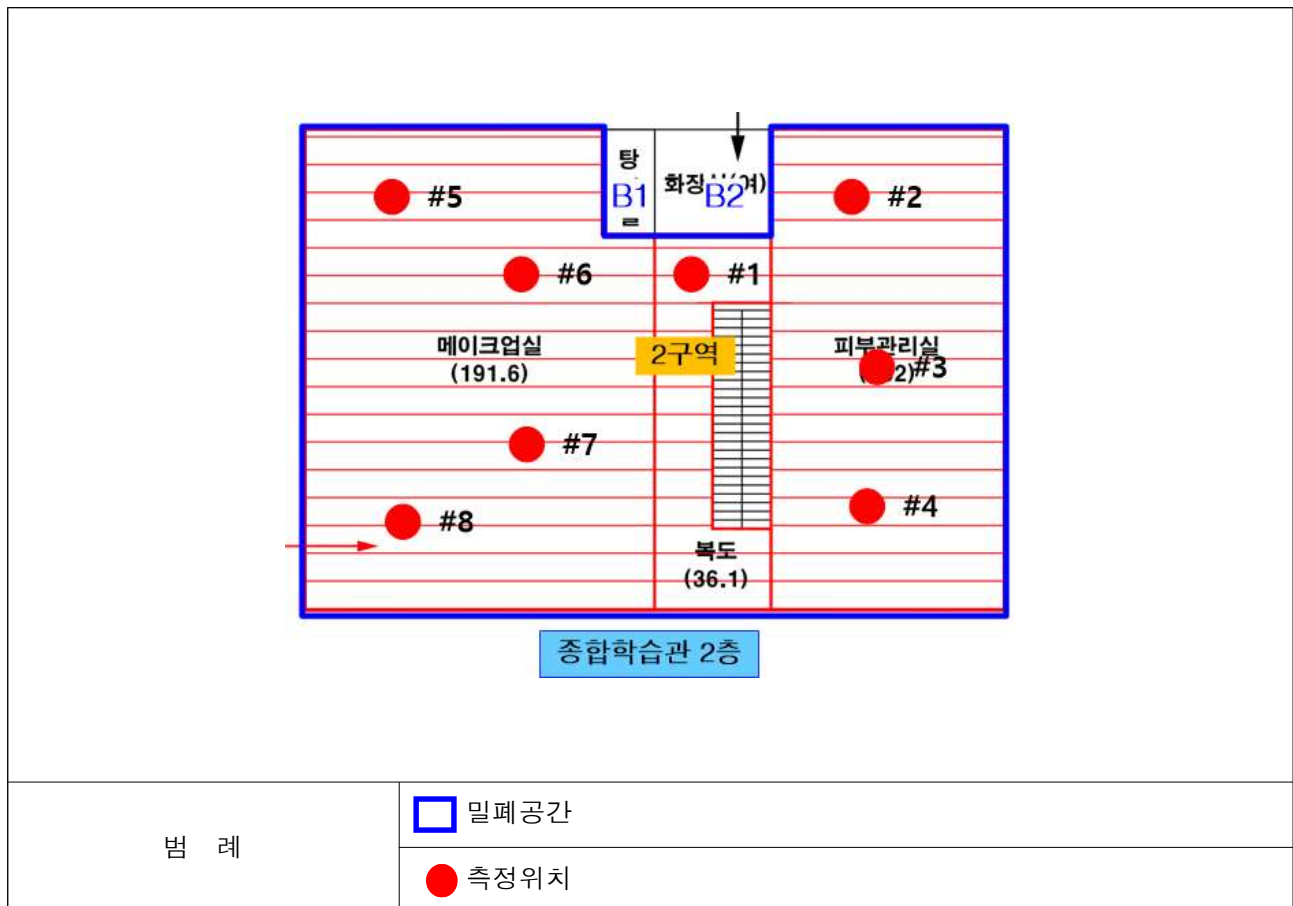 탕
B1
화장
B2
여)
#5
#2
#6
#1
메이크업실
(191.6)
2구역
피부관리실
#3
2)
#7
#8
#4
복도
(36.1)
종합학습관 2층
범 례
밀폐공간
측정위치